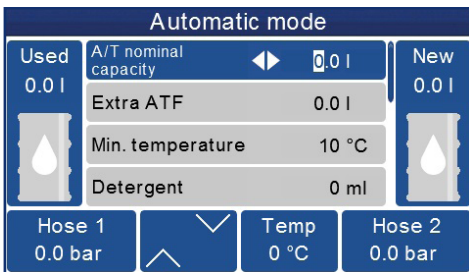 Automatic mode
Used
0.0 l
A/T nominal
capacity
0.0 l
New
0.0 l
Extra ATF
0.0 l
Min. temperature
10 °C
Detergent
0 ml
Hose 1
0.0 bar
Temp
0 °C
Hose 2
0.0 bar